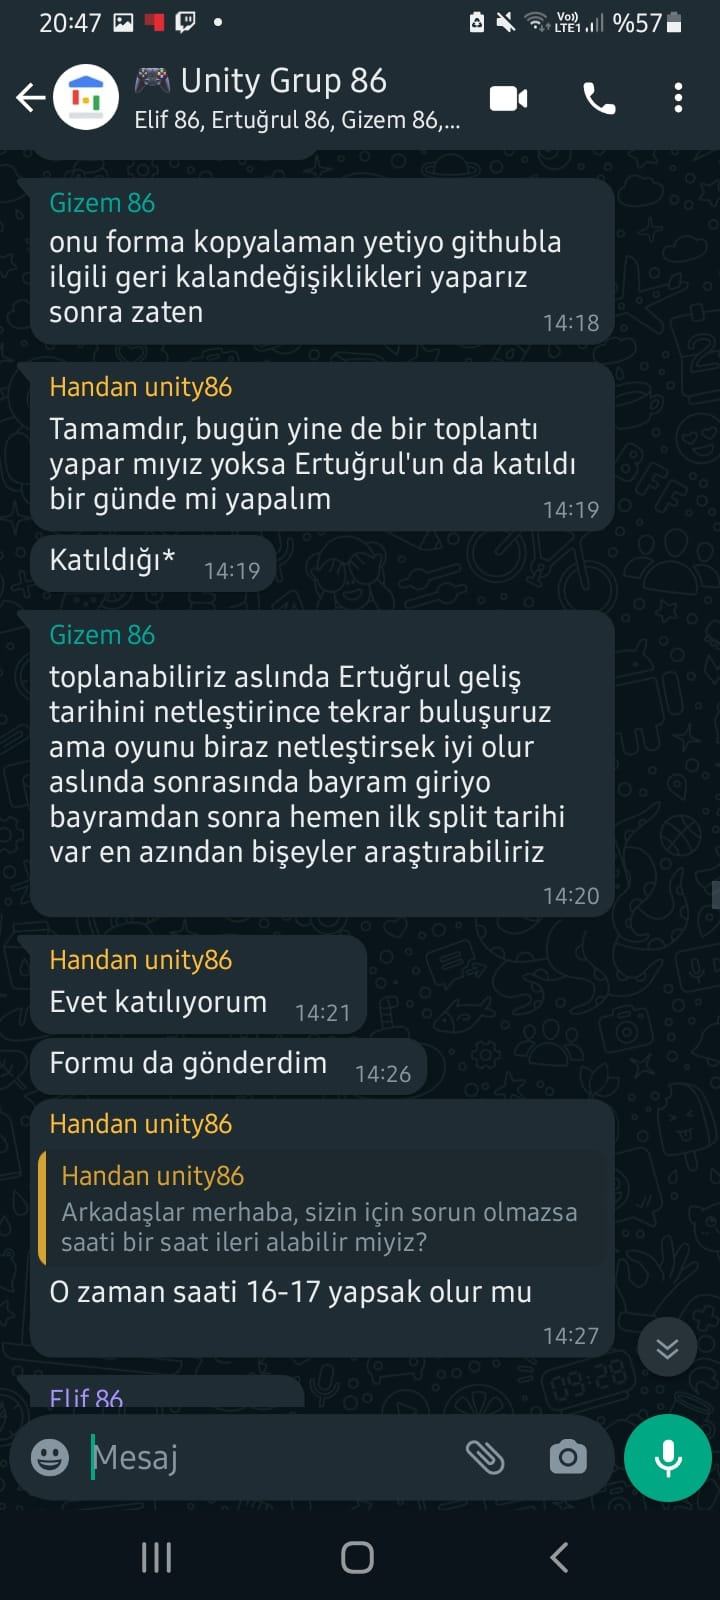 20:47
Vo))
LTE1
%57
Unity Grup 86
Elif 86, Ertuğrul 86, Gizem 86,...
Gizem 86
onu forma kopyalaman yetiyo githubla
ilgili geri kalandeğişiklikleri yaparız
sonra zaten
14:18
Handan unity86
Tamamdır, bugün yine de bir toplantı
yapar mıyız yoksa Ertuğrul'un da katıldı
bir günde mi yapalım
14:19
Katıldığı*
14:19
Gizem 86
toplanabiliriz aslında Ertuğrul geliş
tarihini netleştirince tekrar buluşuruz
ama oyunu biraz netleştirsek iyi olur
aslında sonrasında bayram giriyo
bayramdan sonra hemen ilk split tarihi
var en azından bişeyler araştırabiliriz
14:20
Handan unity86
Evet katılıyorum
14:21
Formu da gönderdim
14:26
Handan unity86
Handan unity86
Arkadaşlar merhaba, sizin için sorun olmazsa
saati bir saat ileri alabilir miyiz?
O zaman saati 16-17 yapsak olur mu
14:27
Elif 86
Mesaj